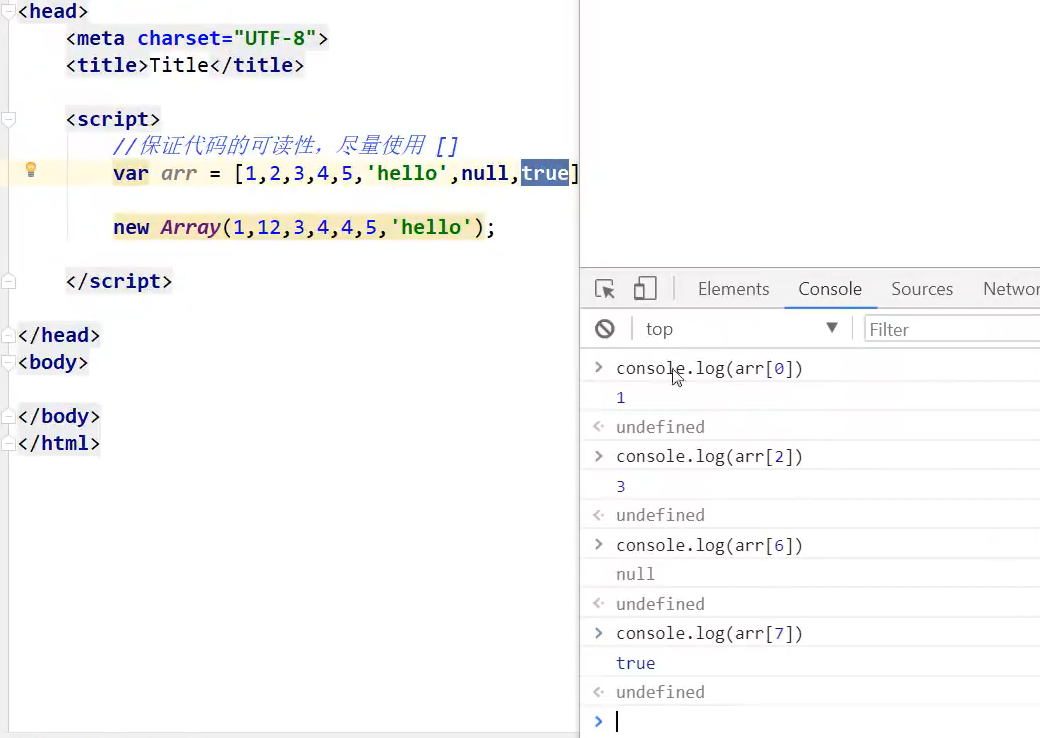 <head>
<meta charset="UTF-8">
<title>Title</title>
<script>
//保证代码的可读性，尽量使用 []
var arr = [1,2,3,4,5,'hello',null,true]
new Array(1,12,3,4,4,5,'hello');
</script>
</head>
<body>
</body>
</html>
Elements Console Sources Networ
top Filter
> console.log(arr[0])
1
undefined
> console.log(arr[2])
3
undefined
> console.log(arr[6])
null
undefined
> console.log(arr[7])
true
undefined
>